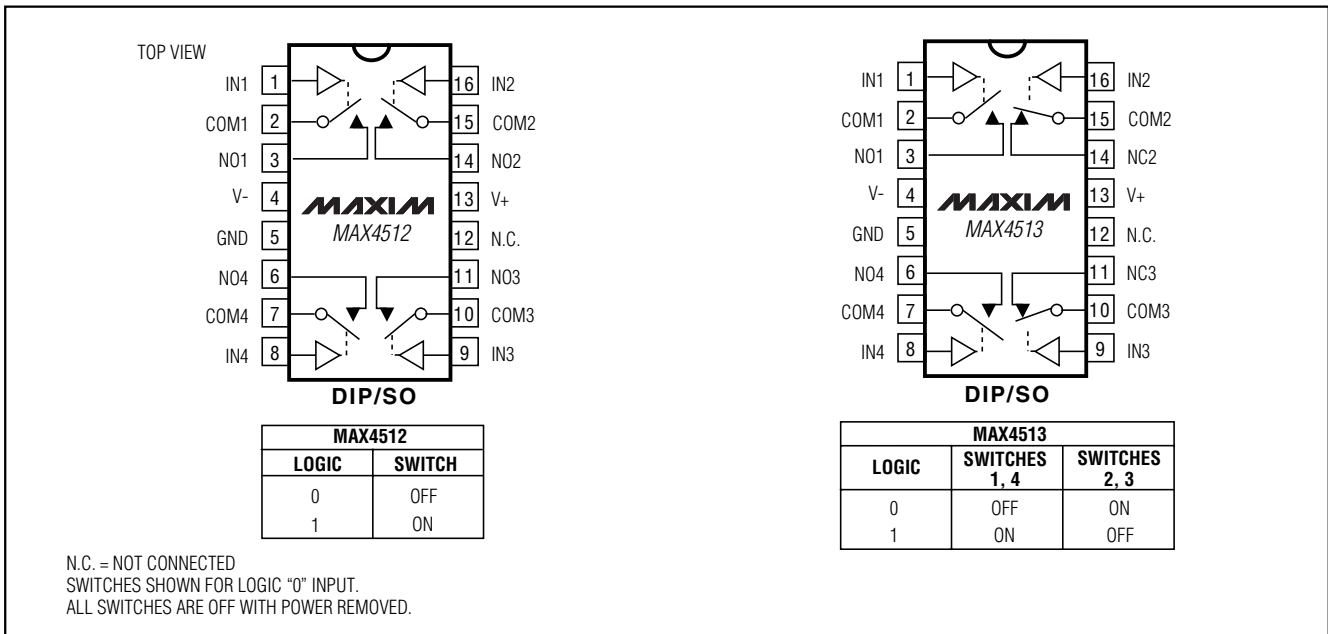 TOP VIEW
IN1 1 16 IN2
COM1 2 15 COM2
NO1 3 14 NO2
V- 4 13 V+
MAXIM
GND 5 MAX4512 12 N.C.
NO4 6 11 NO3
COM4 7 10 COM3
IN4 8 9 IN3
DIP/SO
MAX4512
LOGIC SWITCH
0 OFF
1 ON
IN1 1 16 IN2
COM1 2 15 COM2
NO1 3 14 NC2
V- 4 13 V+
MAXIM
GND 5 MAX4513 12 N.C.
NO4 6 11 NC3
COM4 7 10 COM3
IN4 8 9 IN3
DIP/SO
MAX4513
LOGIC SWITCHES 1, 4 SWITCHES 2, 3
0 OFF ON
1 ON OFF
N.C. = NOT CONNECTED
SWITCHES SHOWN FOR LOGIC “0” INPUT.
ALL SWITCHES ARE OFF WITH POWER REMOVED.